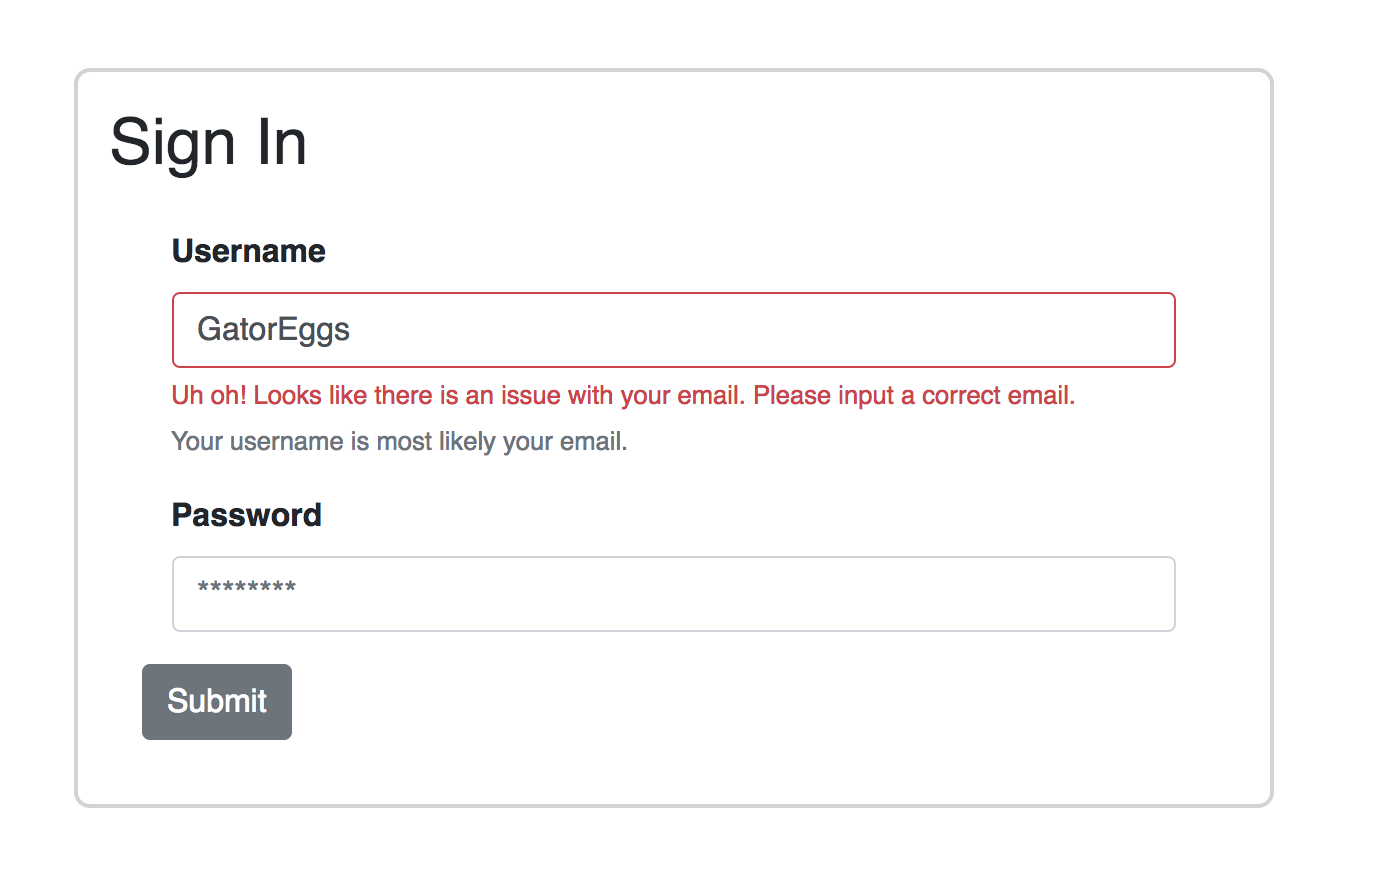 Sign In
Username
GatorEggs
Uh oh! Looks like there is an issue with your email. Please input a correct email.
Your username is most likely your email.
Password
********
Submit